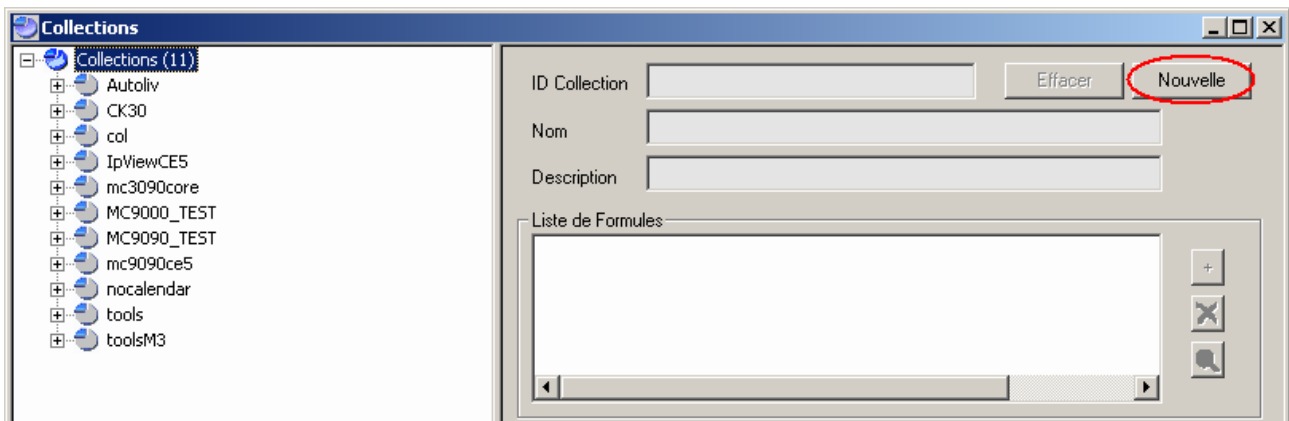 Collections
Collections (11)
Autoliv
CK30
col
IpViewCE5
mc3090core
MC9000_TEST
MC9090_TEST
mc9090ce5
nocalendar
tools
toolsM3
ID Collection
Effacer
Nouvelle
Nom
Description
Liste de Formules